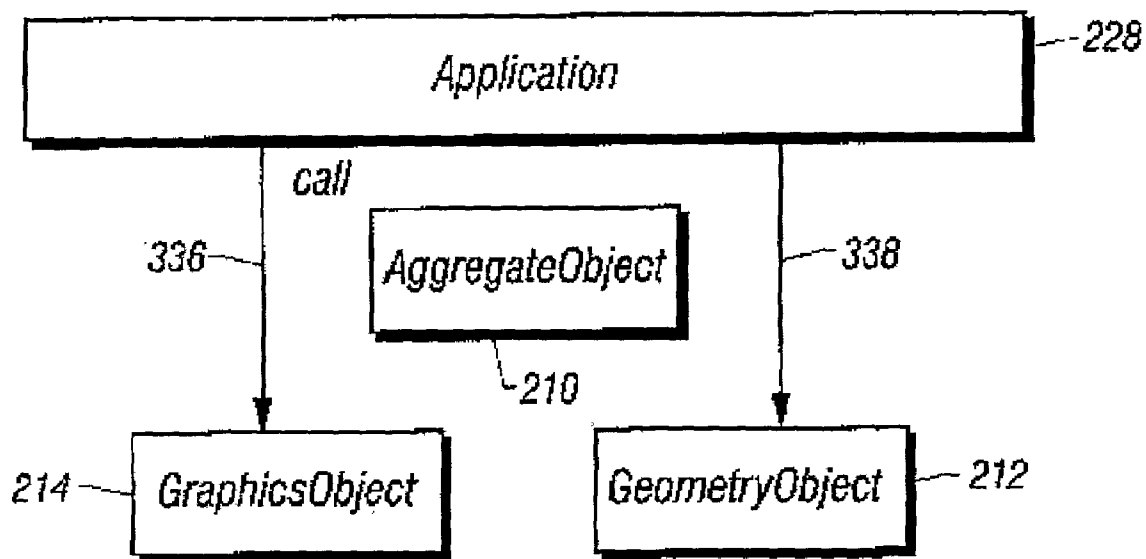 Application
228
call
336
AggregateObject
338
210
214
GraphicsObject
GeometryObject
212